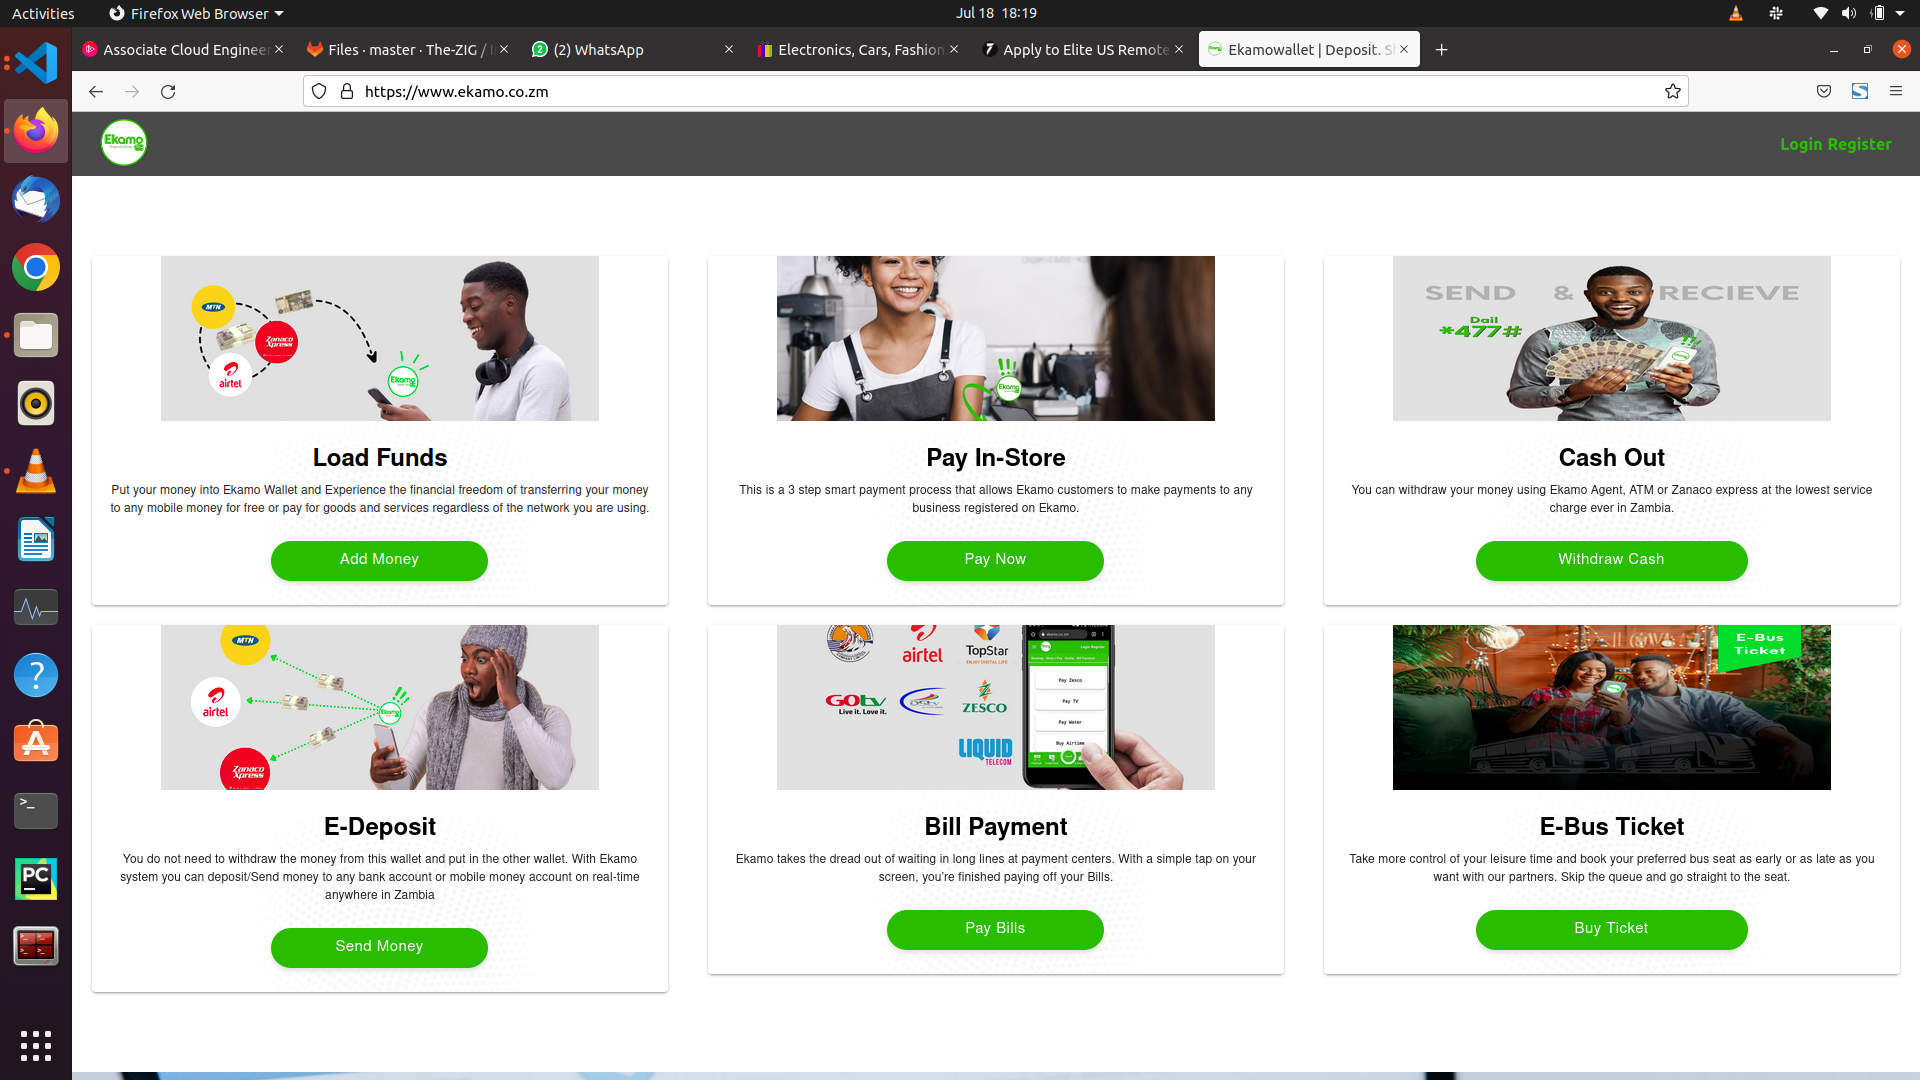 Activities
Firefox Web Browser
Jul 18 18:19
Associate Cloud Engineer
Files · master · The-ZIG /
(2) WhatsApp
Electronics, Cars, Fashion
Apply to Elite US Remote
Ekamowallet | Deposit. S
https://www.ekamo.co.zm
Ekamo
Login Register
MTN
Zanaco
Xpress
airtel
Ekamo
Load Funds
Put your money into Ekamo Wallet and Experience the financial freedom of transferring your money
to any mobile money for free or pay for goods and services regardless of the network you are using.
Add Money
Ekamo
Pay In-Store
This is a 3 step smart payment process that allows Ekamo customers to make payments to any
business registered on Ekamo.
Pay Now
SEND & RECIEVE
Dail
*477#
Ekamo
Cash Out
You can withdraw your money using Ekamo Agent, ATM or Zanaco express at the lowest service
charge ever in Zambia.
Withdraw Cash
MTN
airtel
Zanaco
Xpress
Ekamo
E-Deposit
You do not need to withdraw the money from this wallet and put in the other wallet. With Ekamo
system you can deposit/Send money to any bank account or mobile money account on real-time
anywhere in Zambia
Send Money
airtel
TopStar
ENJOY DIGITAL LIFE
GOtv
Live it. Love it.
DStv
ZESCO
LIQUID
TELECOM
ekamo.co.zm
Login Register
Pay Zesco
Pay TV
Pay Water
Buy Airtime
Bill Payment
Ekamo takes the dread out of waiting in long lines at payment centers. With a simple tap on your
screen, you’re finished paying off your Bills.
Pay Bills
E-Bus
Ticket
E-Bus Ticket
Take more control of your leisure time and book your preferred bus seat as early or as late as you
want with our partners. Skip the queue and go straight to the seat.
Buy Ticket